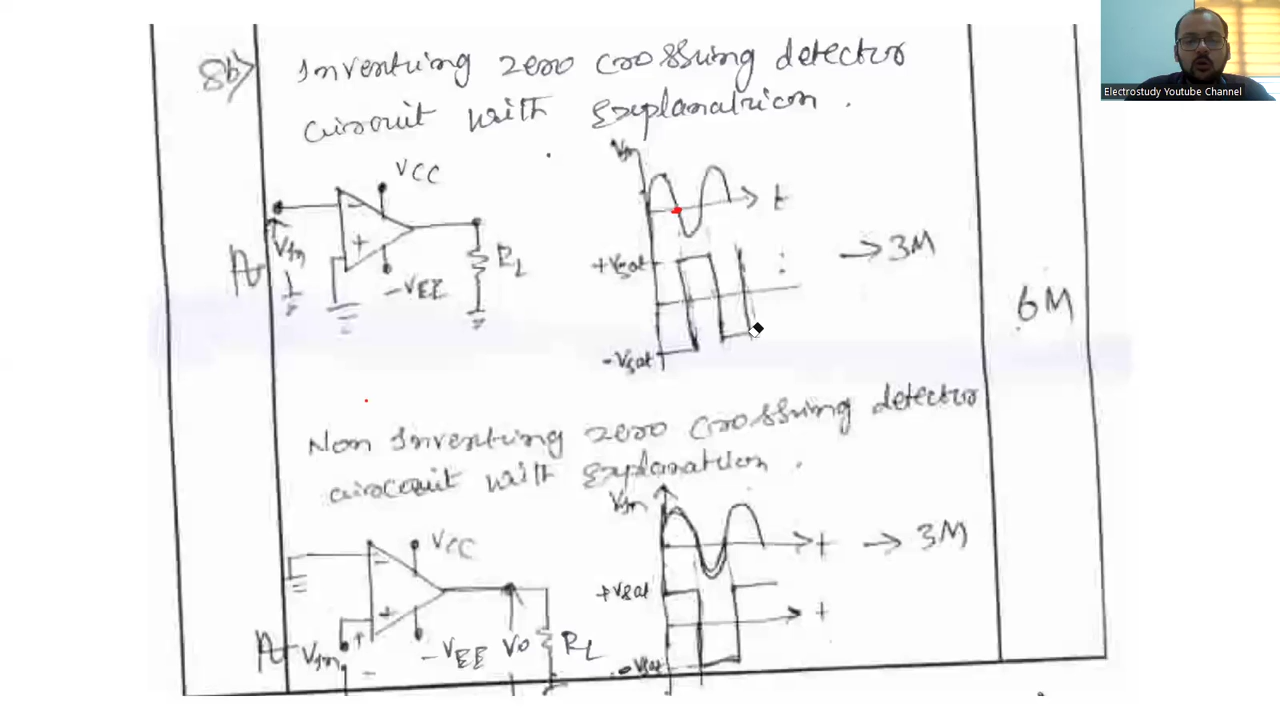 8b)
Inverting zero crossing detector
circuit with Explanation .
VCC
Vin
-VEE
RL
Vin
t
+Vsat
-Vsat
→ 3M
6M
Non Inverting zero crossing detector
circuit with Explanation .
VCC
Vin
-VEE
Vo
RL
Vin
t
→ 3M
+Vsat
t
-Vsat
Electrostudy Youtube Channel